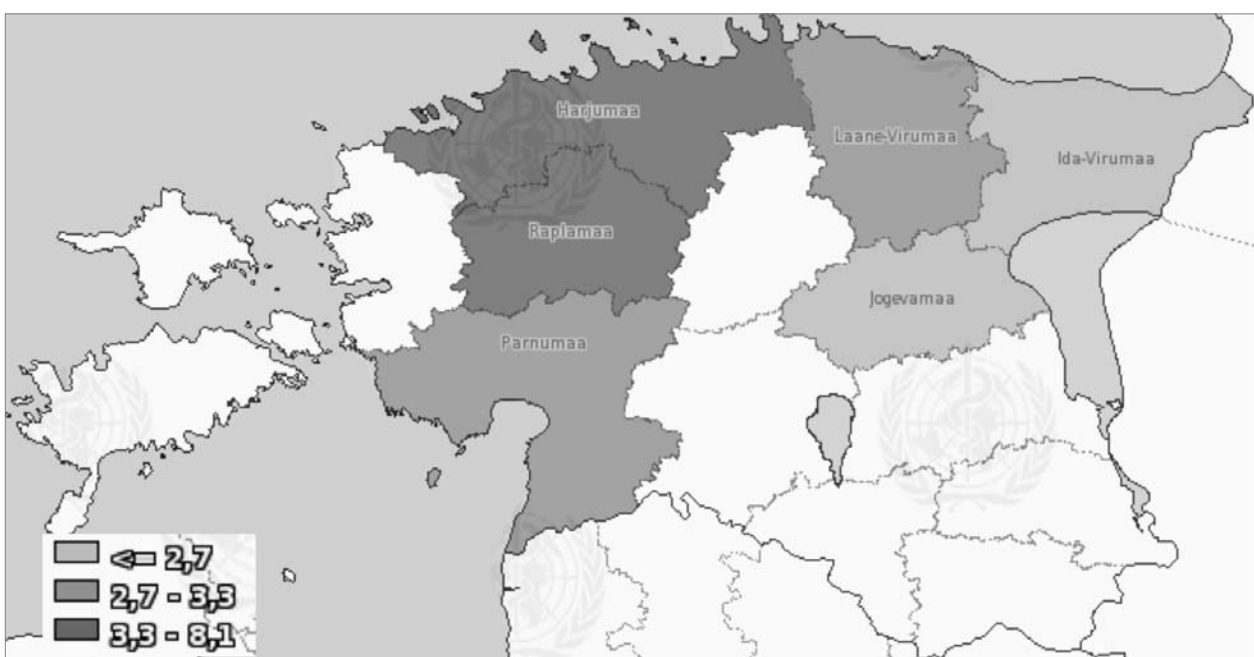 Harjumaa
Laane-Virumaa
Ida-Virumaa
Raplamaa
Jogevamaa
Parnumaa
<= 2,7
2,7 - 3,3
3,3 - 8,1